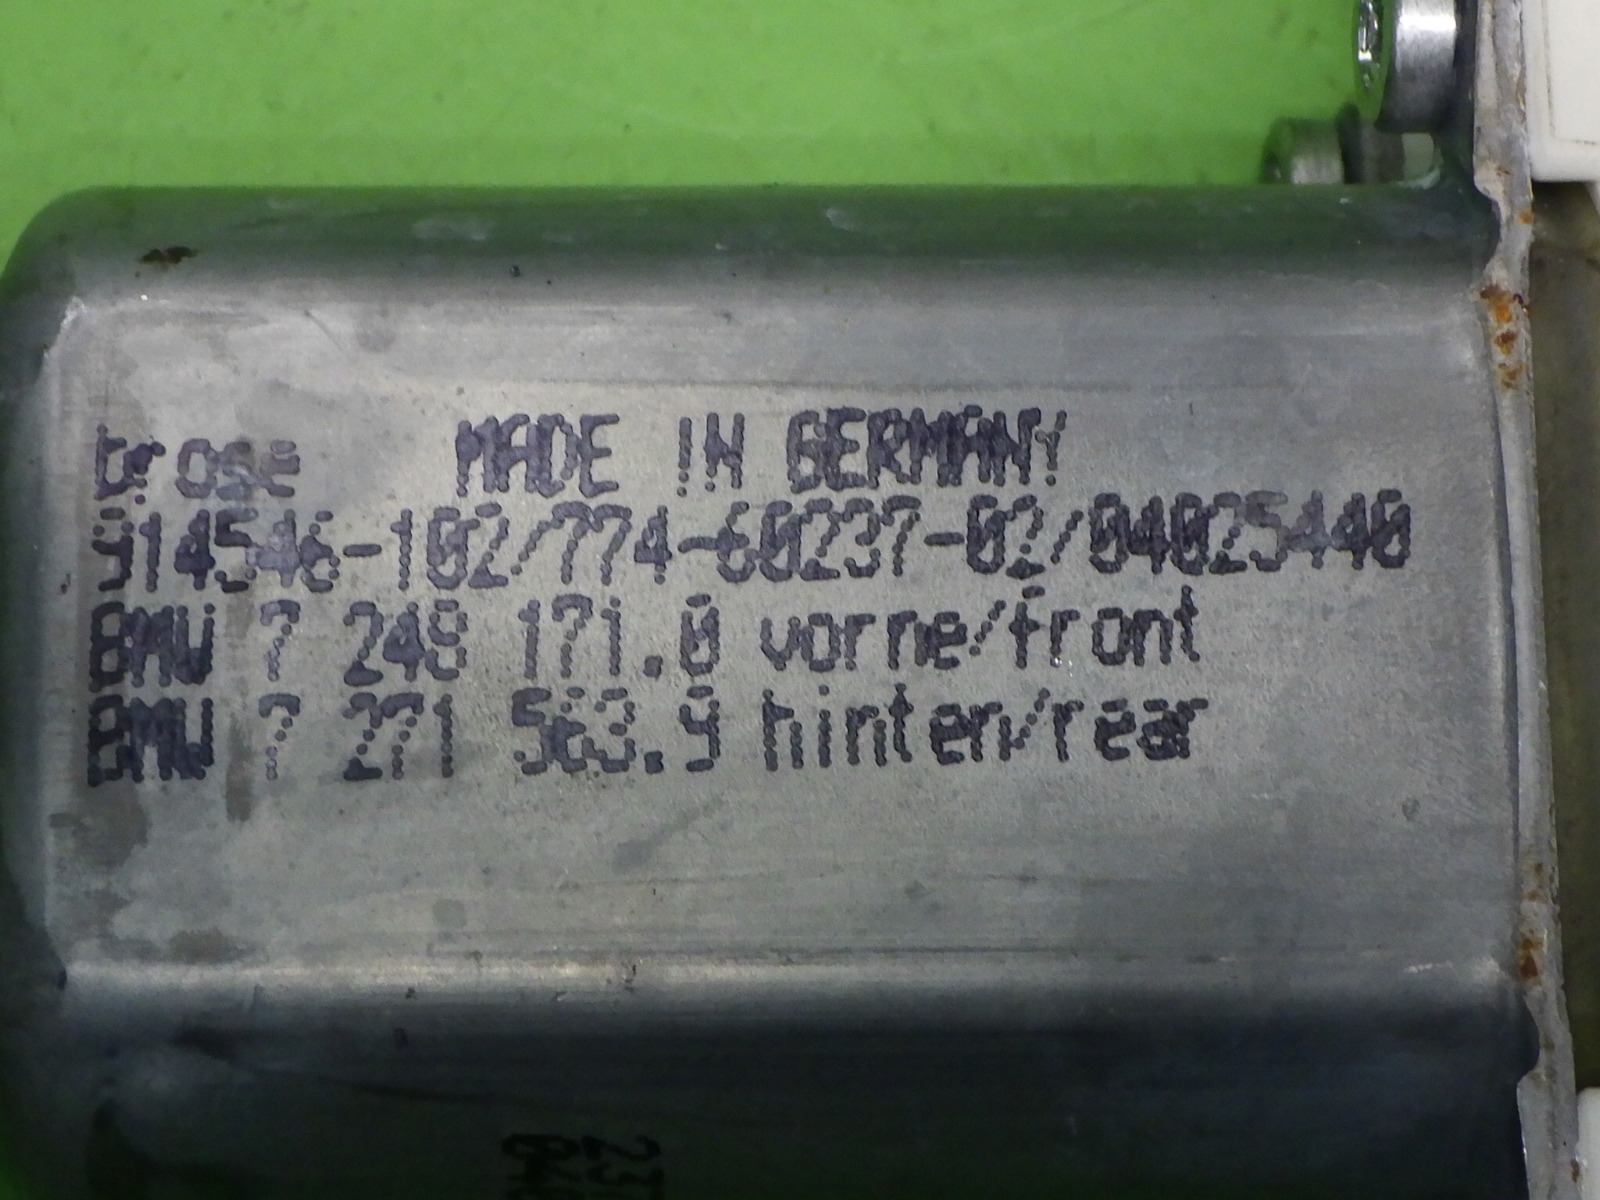 brose MADE IN GERMANY
914546-102/774-60237-02/04025440
BMW 7 248 171.0 vorne/front
BMW 7 271 563.9 hinten/rear